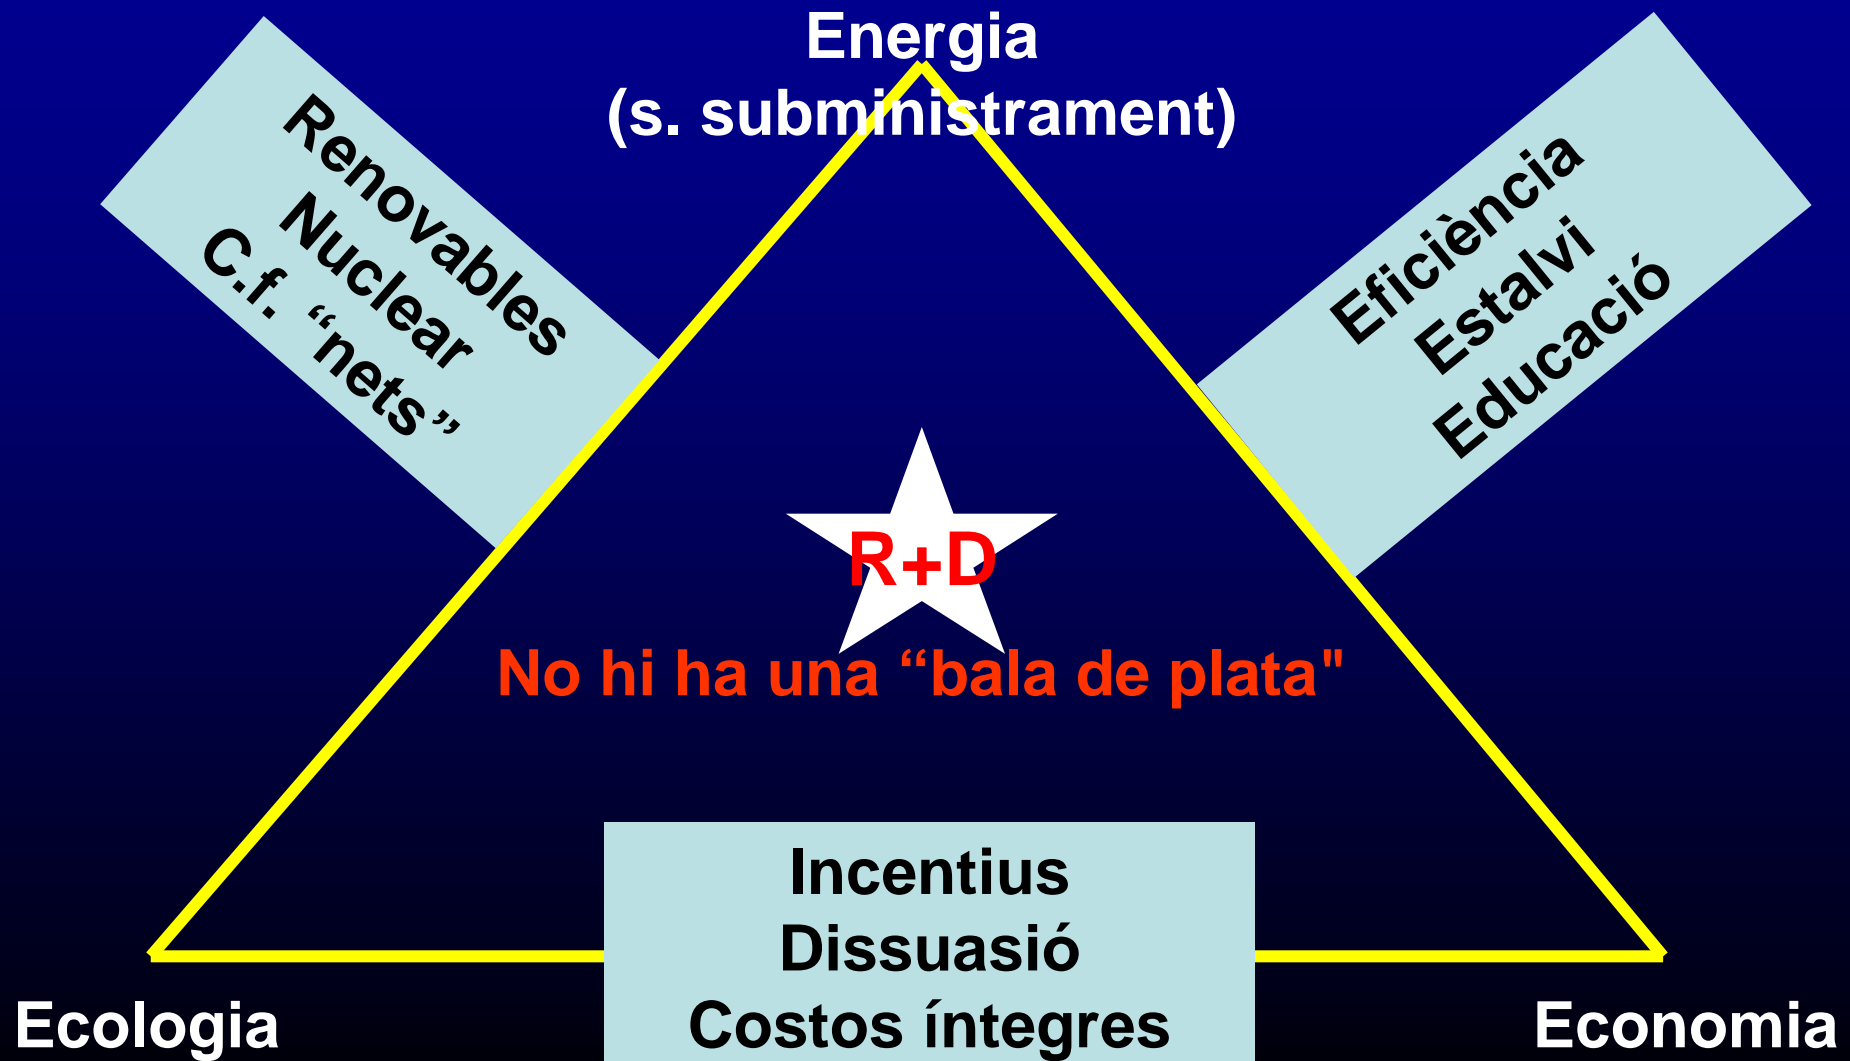 Energia
(s. subministrament)
Renovables
Nuclear
C.f. “nets”
Eficiència
Estalvi
Educació
R+D
No hi ha una “bala de plata"
Incentius
Dissuasió
Costos íntegres
Ecologia
Economia